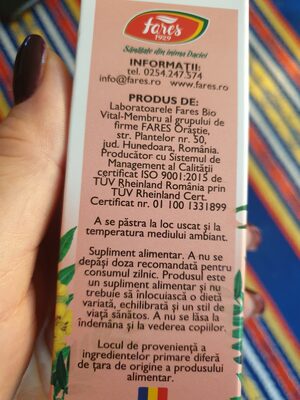 fares
1929
Sănătate din inima Daciei
INFORMAȚII:
tel. 0254.247.574
info@fares.ro www.fares.ro
PRODUS DE:
Laboratoarele Fares Bio
Vital-Membru al grupului de
firme FARES Orăștie,
str. Plantelor nr. 50,
jud. Hunedoara, România.
Producător cu Sistemul de
Management al Calității
certificat ISO 9001:2015 de
TÜV Rheinland România prin
TÜV Rheinland Cert.
Certificat nr. 01 100 1331899
A se păstra la loc uscat și la
temperatura mediului ambiant.
Supliment alimentar. A nu se
depăși doza recomandată pentru
consumul zilnic. Produsul este
un supliment alimentar și nu
trebuie să înlocuiască o dietă
variată, echilibrată și un stil de
viață sănătos. A nu se lăsa la
îndemâna și la vederea copiilor.
Locul de proveniență a
ingredientelor primare diferă
de țara de origine a produsului
alimentar.